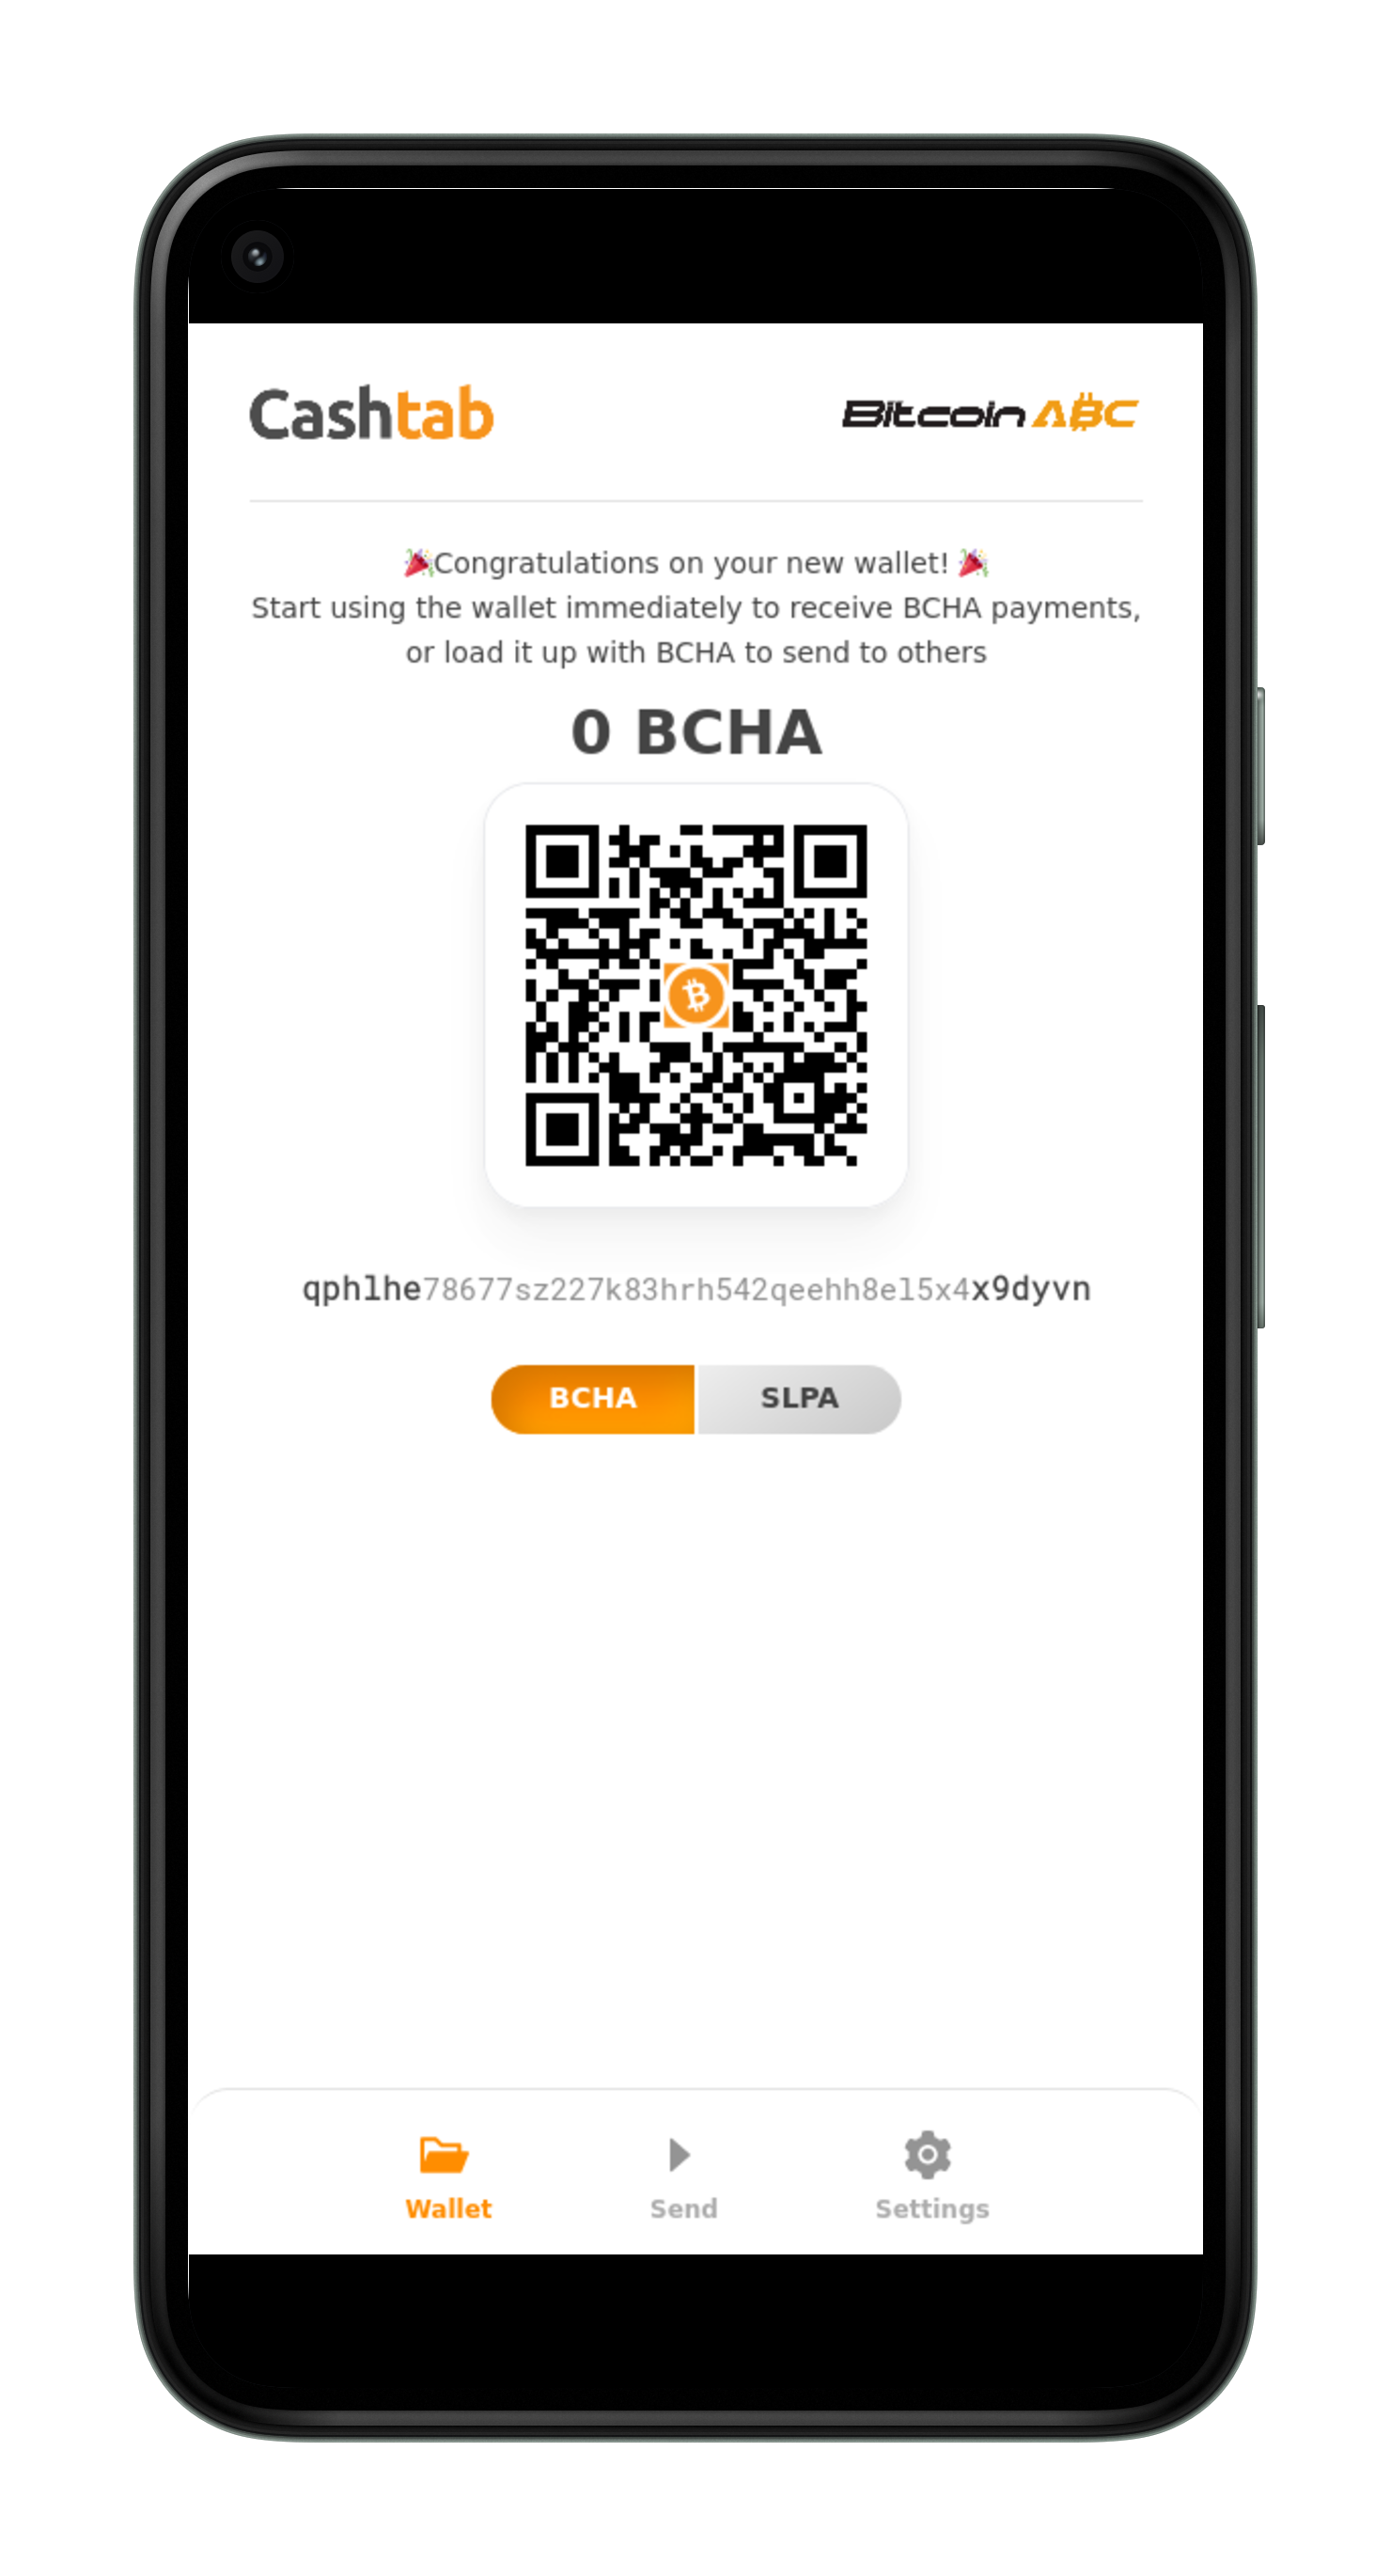 Cashtab
Bitcoin ABC
🎉Congratulations on your new wallet! 🎉
Start using the wallet immediately to receive BCHA payments,
or load it up with BCHA to send to others
0 BCHA
qphlhe78677sz227k83hrh542qeehh8el5x4x9dyvn
BCHA
SLPA
Wallet
Send
Settings